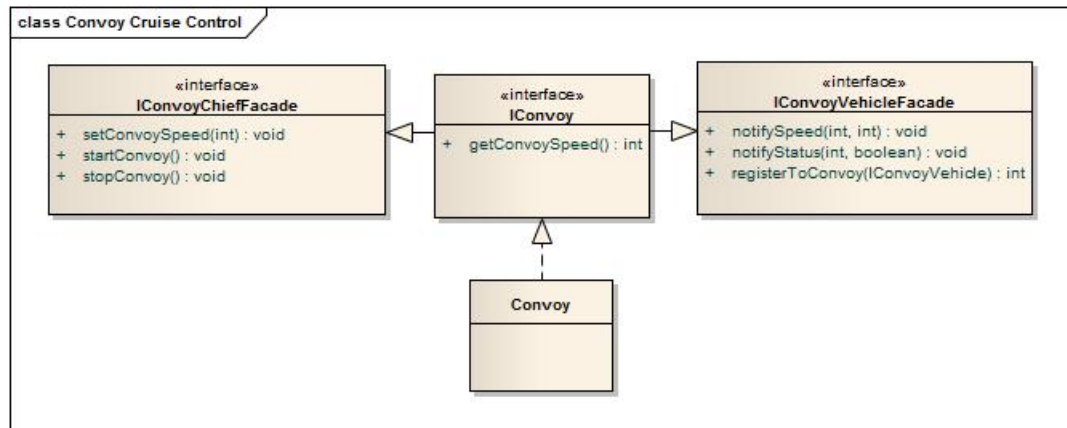 class Convoy Cruise Control
«interface»
IConvoyChiefFacade
+ setConvoySpeed(int) : void
+ startConvoy() : void
+ stopConvoy() : void
«interface»
IConvoy
+ getConvoySpeed() : int
«interface»
IConvoyVehicleFacade
+ notifySpeed(int, int) : void
+ notifyStatus(int, boolean) : void
+ registerToConvoy(IConvoyVehicle) : int
Convoy